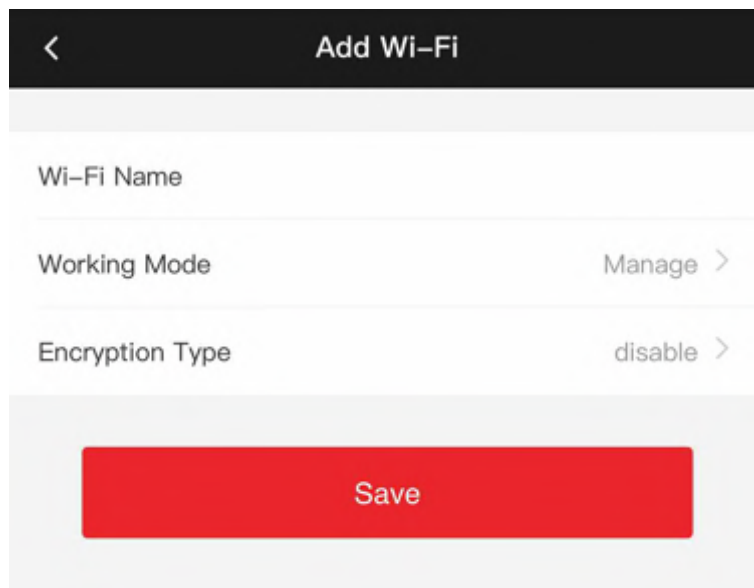 Add Wi-Fi
Wi-Fi Name
Working Mode Manage
Encryption Type disable
Save